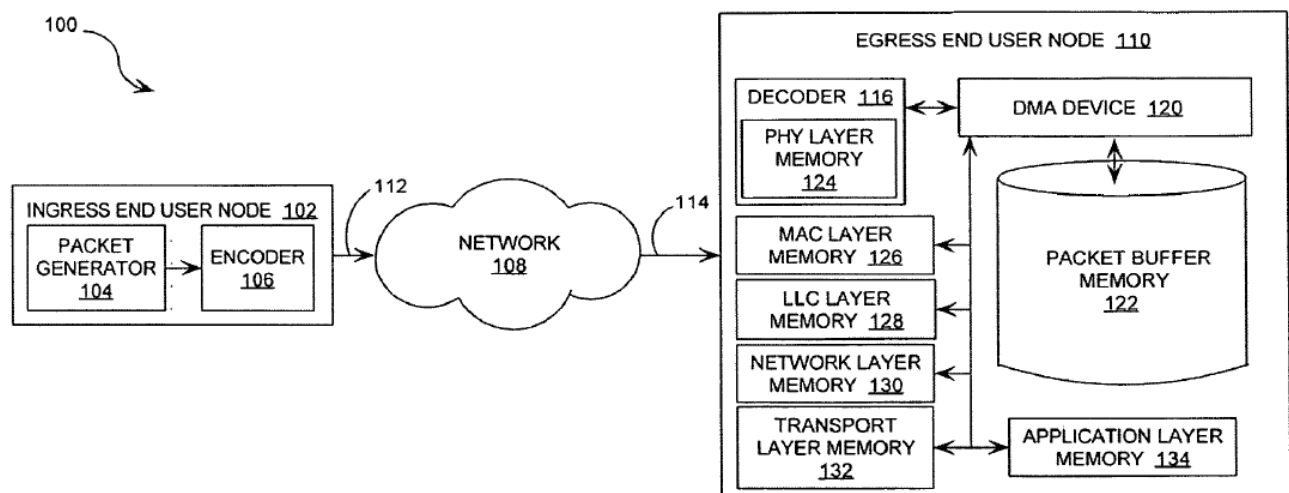 100
INGRESS END USER NODE 102
PACKET
GENERATOR
104
ENCODER
106
112
NETWORK
108
114
EGRESS END USER NODE 110
DECODER 116
PHY LAYER
MEMORY
124
DMA DEVICE 120
MAC LAYER
MEMORY 126
LLC LAYER
MEMORY 128
NETWORK LAYER
MEMORY 130
TRANSPORT
LAYER MEMORY
132
PACKET BUFFER
MEMORY
122
APPLICATION LAYER
MEMORY 134